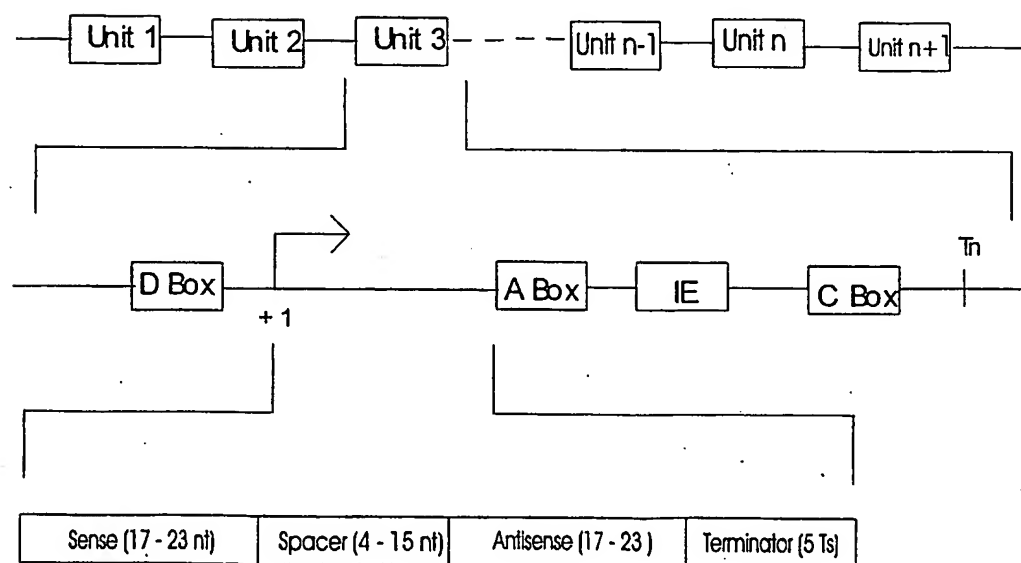 Unit 1 Unit 2 Unit 3 Unit n-1 Unit n Unit n+1
Tn
D Box A Box IE C Box
+1
Sense (17 - 23 nt) Spacer (4 - 15 nt) Antisense (17 - 23 ) Terminator (5 Ts)